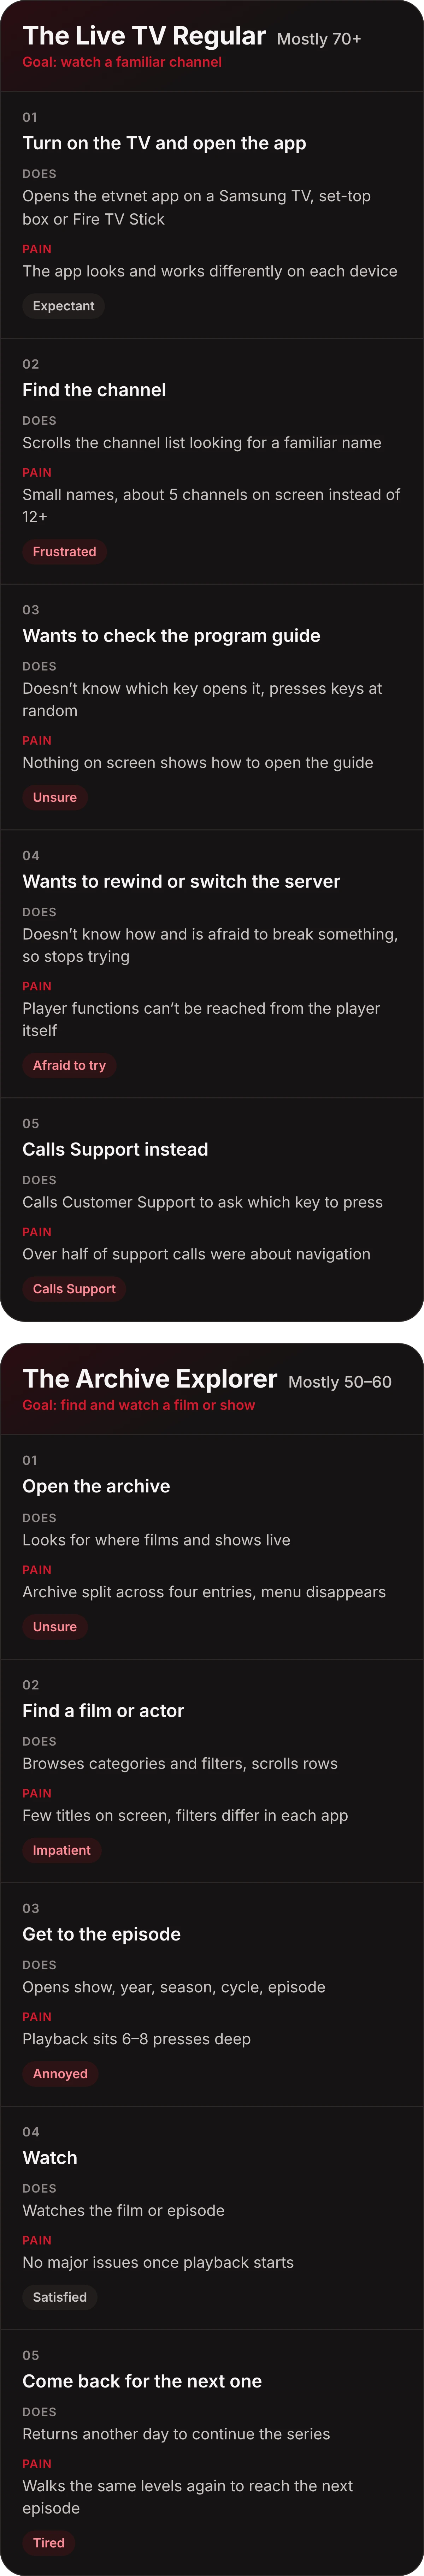 The Live TV Regular Mostly 70+
Goal: watch a familiar channel
01
Turn on the TV and open the app
DOES
Opens the etvnet app on a Samsung TV, set-top
box or Fire TV Stick
PAIN
The app looks and works differently on each device
Expectant
02
Find the channel
DOES
Scrolls the channel list looking for a familiar name
PAIN
Small names, about 5 channels on screen instead of
12+
Frustrated
03
Wants to check the program guide
DOES
Doesn’t know which key opens it, presses keys at
random
PAIN
Nothing on screen shows how to open the guide
Unsure
04
Wants to rewind or switch the server
DOES
Doesn’t know how and is afraid to break something,
so stops trying
PAIN
Player functions can’t be reached from the player
itself
Afraid to try
05
Calls Support instead
DOES
Calls Customer Support to ask which key to press
PAIN
Over half of support calls were about navigation
Calls Support
The Archive Explorer Mostly 50–60
Goal: find and watch a film or show
01
Open the archive
DOES
Looks for where films and shows live
PAIN
Archive split across four entries, menu disappears
Unsure
02
Find a film or actor
DOES
Browses categories and filters, scrolls rows
PAIN
Few titles on screen, filters differ in each app
Impatient
03
Get to the episode
DOES
Opens show, year, season, cycle, episode
PAIN
Playback sits 6–8 presses deep
Annoyed
04
Watch
DOES
Watches the film or episode
PAIN
No major issues once playback starts
Satisfied
05
Come back for the next one
DOES
Returns another day to continue the series
PAIN
Walks the same levels again to reach the next
episode
Tired